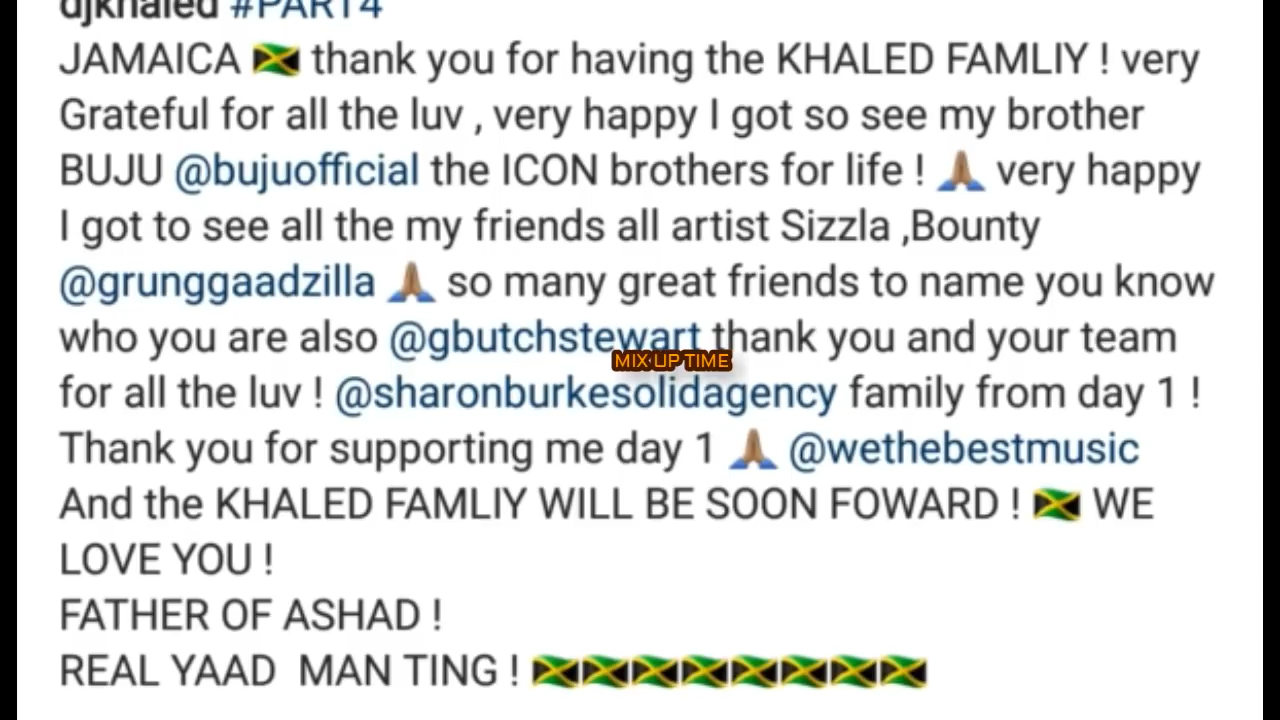 djkhaled #PART4
JAMAICA 🇯🇲 thank you for having the KHALED FAMLIY ! very
Grateful for all the luv , very happy I got so see my brother
BUJU @bujuofficial the ICON brothers for life ! 🙏🏽 very happy
I got to see all the my friends all artist Sizzla ,Bounty
@grunggaadzilla 🙏🏽 so many great friends to name you know
who you are also @gbutchstewart thank you and your team
MIX UP TIME
for all the luv ! @sharonburkesolidagency family from day 1 !
Thank you for supporting me day 1 🙏🏽 @wethebestmusic
And the KHALED FAMLIY WILL BE SOON FOWARD ! 🇯🇲 WE
LOVE YOU !
FATHER OF ASHAD !
REAL YAAD  MAN TING ! 🇯🇲🇯🇲🇯🇲🇯🇲🇯🇲🇯🇲🇯🇲🇯🇲